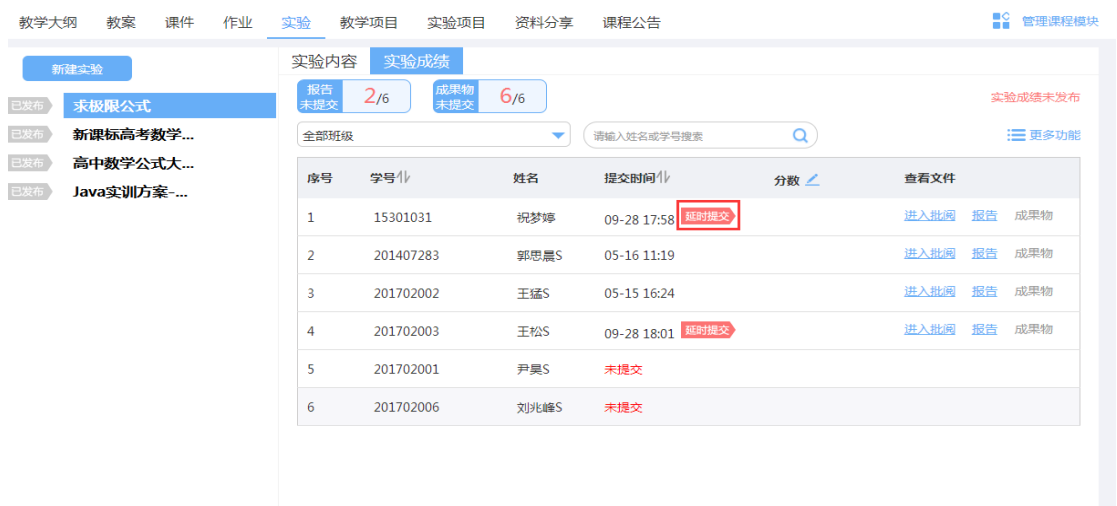 教学大纲 教案 课件 作业 实验 教学项目 实验项目 资料分享 课程公告 管理课程模块
新建实验
已发布 求极限公式
已发布 新课标高考数学...
已发布 高中数学公式大...
已发布 Java实训方案-...
实验内容 实验成绩
报告未提交 2/6 成果物未提交 6/6 实验成绩未发布
全部班级 请输入姓名或学号搜索 更多功能
序号 学号 姓名 提交时间 分数 查看文件
1 15301031 祝梦婷 09-28 17:58 延时提交 进入批阅 报告 成果物
2 201407283 郭思晨S 05-16 11:19 进入批阅 报告 成果物
3 201702002 王猛S 05-15 16:24 进入批阅 报告 成果物
4 201702003 王松S 09-28 18:01 延时提交 进入批阅 报告 成果物
5 201702001 尹昊S 未提交
6 201702006 刘兆峰S 未提交